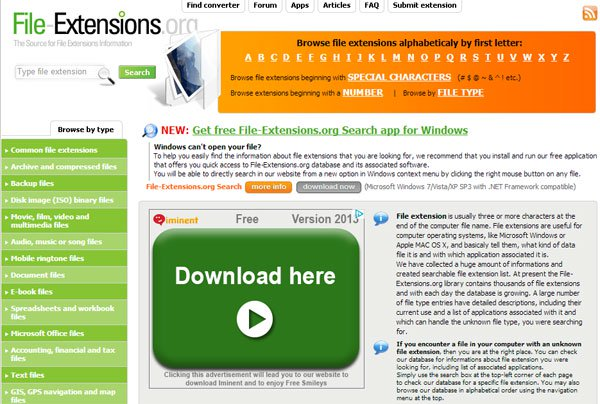 Find converter
Forum
Apps
Articles
FAQ
Submit extension
File-Extensions.org
The Source for File Extensions Information
Type file extension
Search
Browse file extensions alphabeticaly by first letter:
A B C D E F G H I J K L M N O P Q R S T U V W X Y Z
Browse file extensions beginning with SPECIAL CHARACTERS (# $ @ ~ & ^ ! etc.)
Browse extensions beginning with a NUMBER | Browse by FILE TYPE
Browse by type
Common file extensions
Archive and compressed files
Backup files
Disk image (ISO) binary files
Movie, film, video and
multimedia files
Audio, music or song files
Mobile ringtone files
Document files
E-book files
Spreadsheets and workbook
files
Microsoft Office files
Accounting, financial and tax
files
Text files
GIS, GPS navigation and map
files
NEW: Get free File-Extensions.org Search app for Windows
Windows can't open your file?
To help you easily find the information about file extensions that you are looking for, we recommend that you install and run our free application
that offers you quick access to File-Extensions.org database and its associated software.
You will be able to directly search in our website from a new option in Windows context menu by clicking the right mouse button on any file.
File-Extensions.org Search more info download now (Microsoft Windows 7/Vista/XP SP3 with .NET Framework compatible)
iminent Free Version 2013
Download here
Clicking this advertisement will lead you to our website to
download Iminent and to enjoy Free Smileys
File extension is usually three or more characters at the
end of the computer file name. File extensions are useful for
computer operating systems, like Microsoft Windows or
Apple MAC OS X, and basicaly tell them, what kind of data
file it is and with which application associated it is.
We have collected a huge amount of informations and
created searchable file extension list. At present the File-
Extensions.org library contains thousands of file extensions
and with each day the database is growing. A large number
of file type entries have detailed descriptions, including their
current use and a list of applications associated with it and
which can handle the unknown file type, you were searching
for.
If you encounter a file in your computer with an unknown
file extension, then you are at the right place. You can check
our database for informations about file extension you were
looking for, including list of associated applications.
Simply use the search box at the top-left corner of each page
to check our database for a specific file extension. You may also
browse our database in alphabetical order using the navigation
menu at the top.